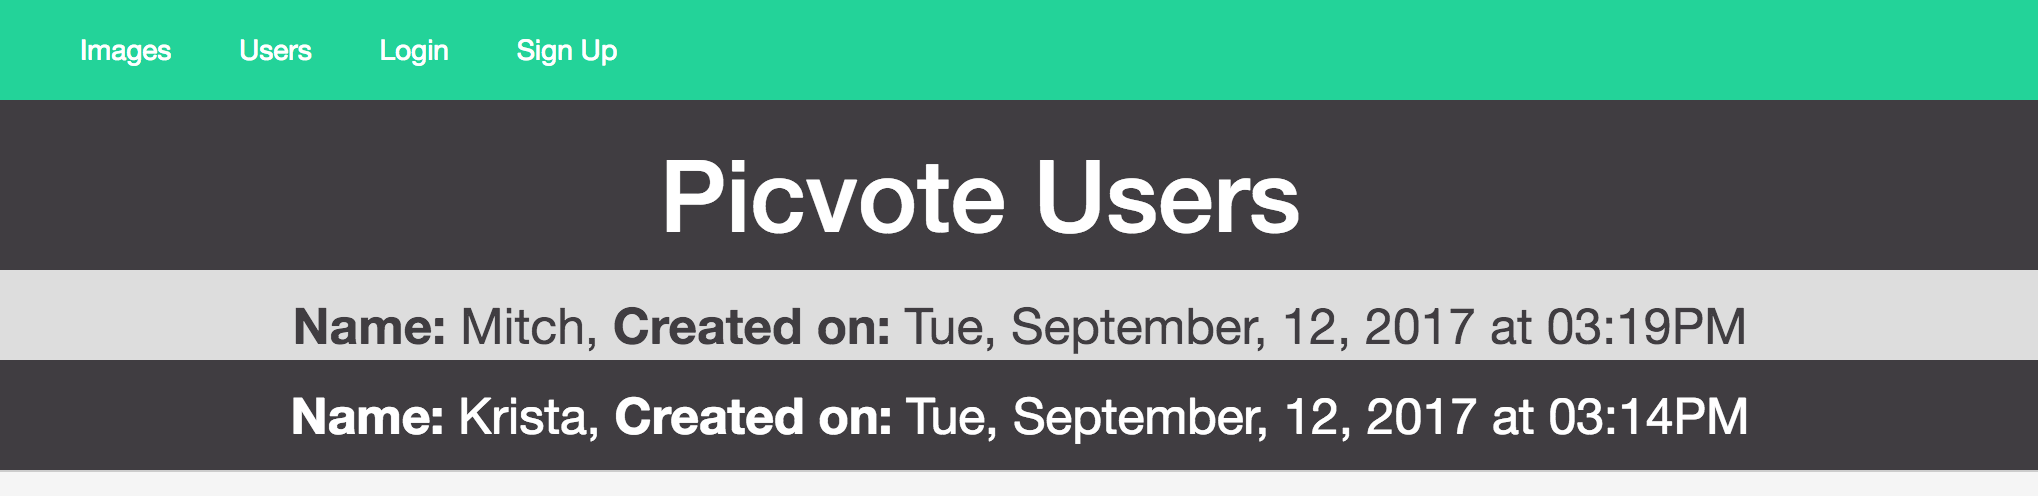 Images Users Login Sign Up
Picvote Users
Name: Mitch, Created on: Tue, September, 12, 2017 at 03:19PM
Name: Krista, Created on: Tue, September, 12, 2017 at 03:14PM